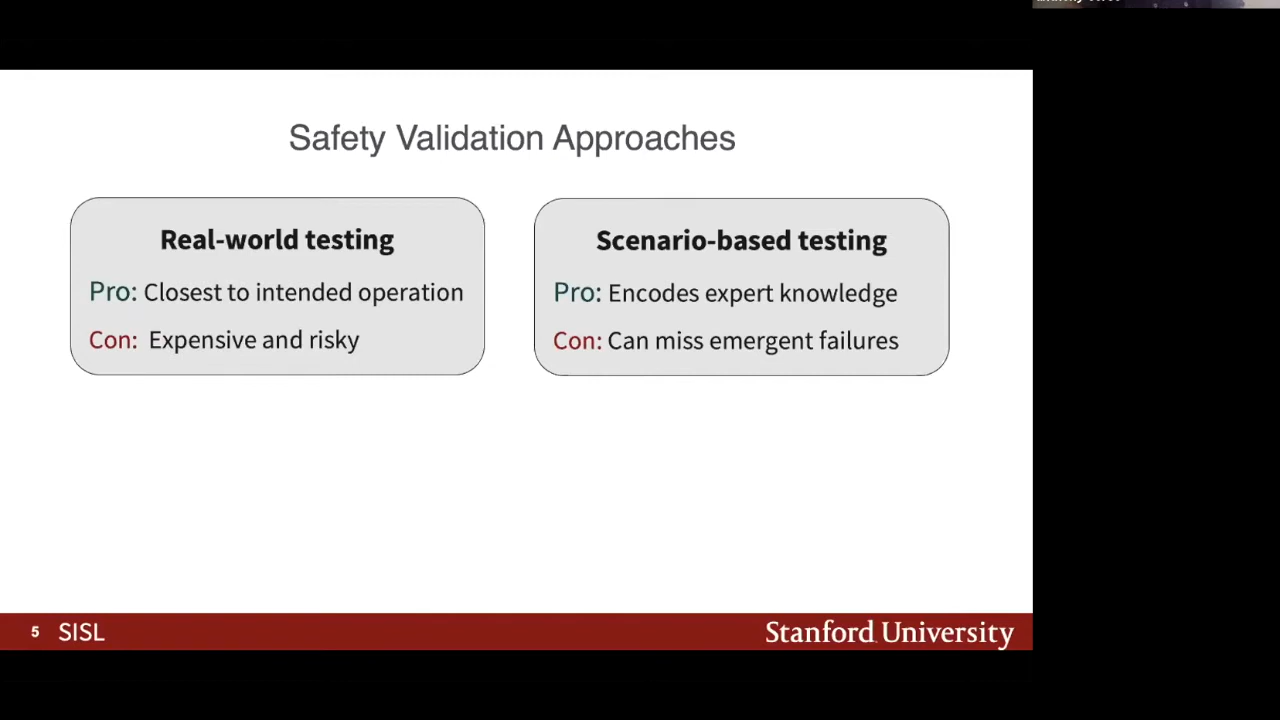 Safety Validation Approaches
Real-world testing
Pro: Closest to intended operation
Con: Expensive and risky
Scenario-based testing
Pro: Encodes expert knowledge
Con: Can miss emergent failures
5 SISL
Stanford University